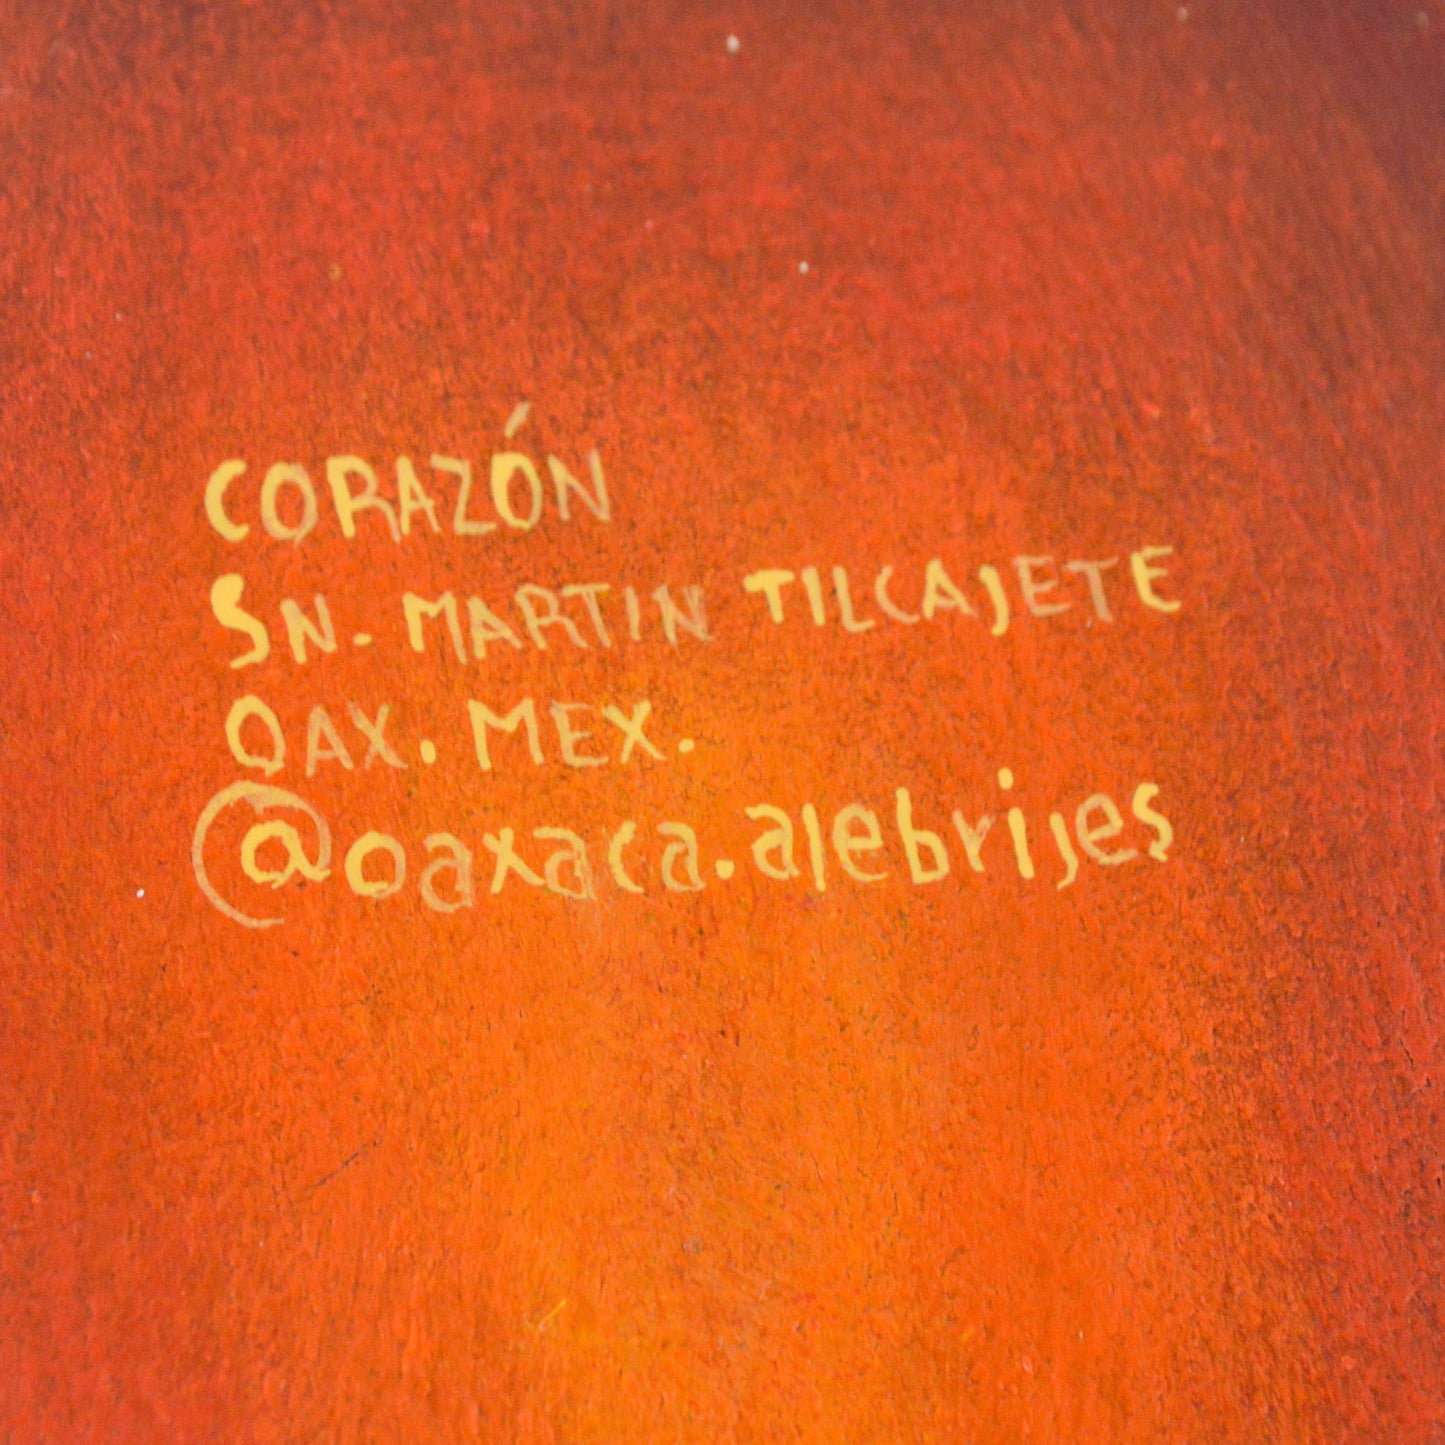 CORAZÓN
SN. MARTIN TILCAJETE
OAX. MEX.
@oaxaca.alebrijes